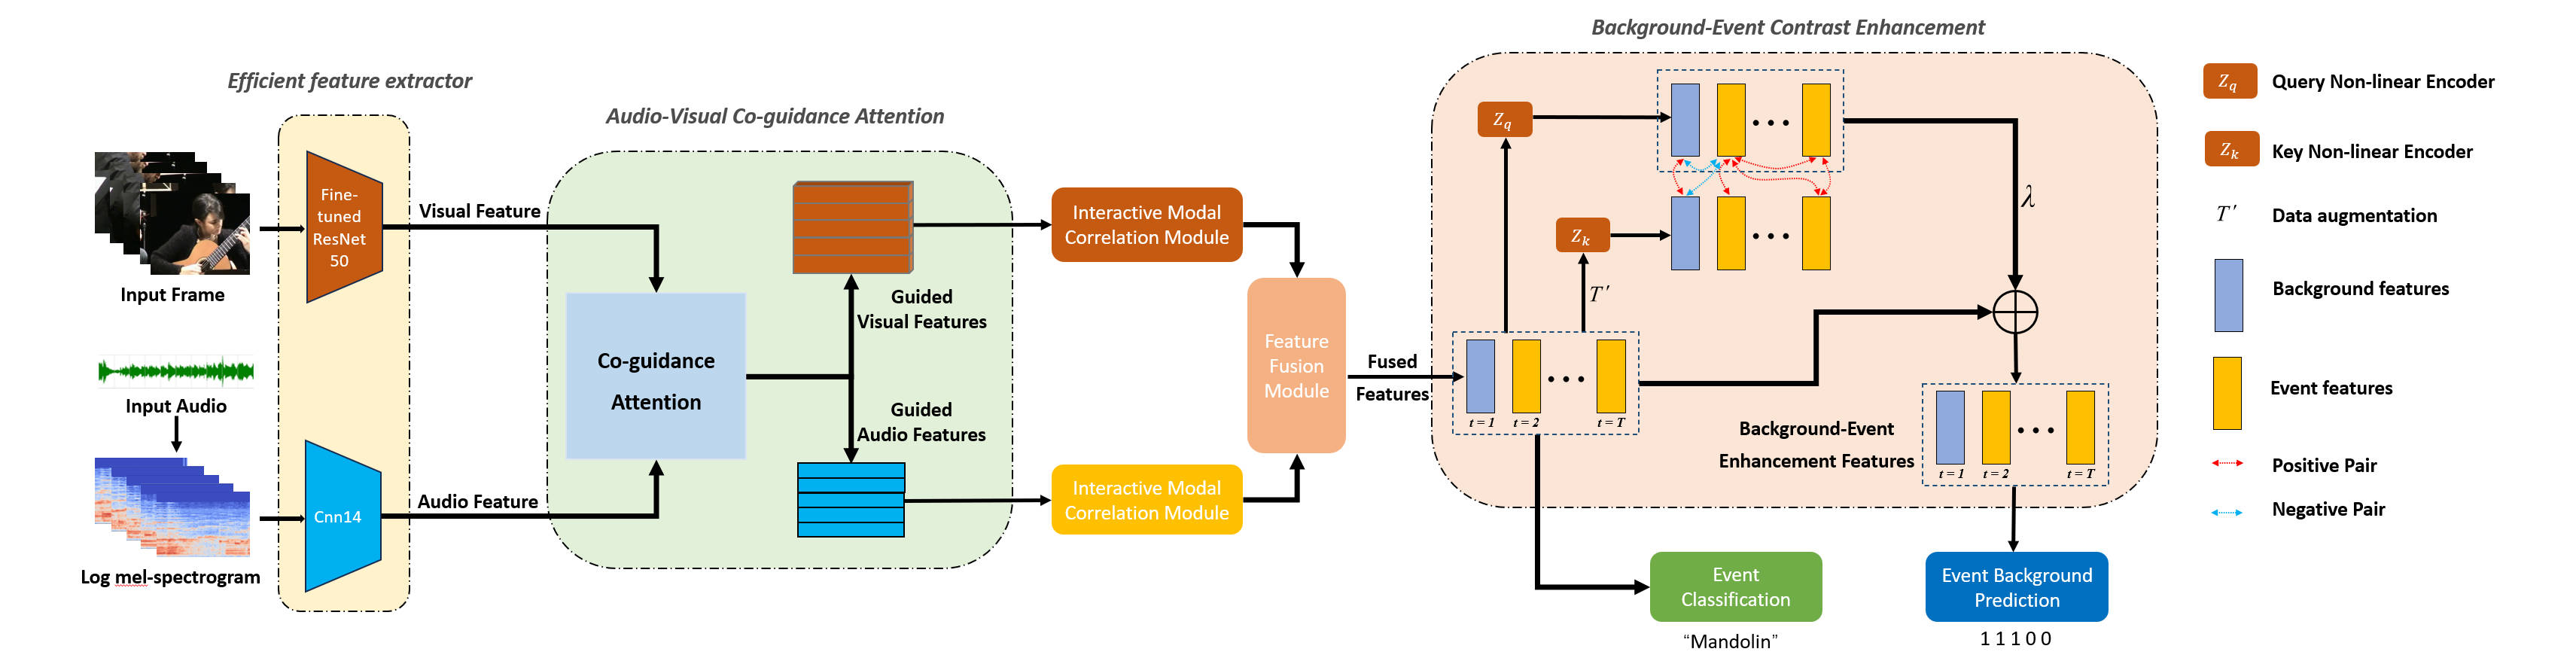 Background-Event Contrast Enhancement
Efficient feature extractor
Audio-Visual Co-guidance Attention
Fine-
tuned
ResNet
50
Input Frame
Input Audio
Log mel-spectrogram
Cnn14
Visual Feature
Audio Feature
Co-guidance
Attention
Guided
Visual Features
Guided
Audio Features
Interactive Modal
Correlation Module
Interactive Modal
Correlation Module
Feature
Fusion
Module
Fused
Features
Z_q
Z_k
T′
λ
t = 1
t = 2
t = T
Background-Event
Enhancement Features
t = 1
t = 2
t = T
Event
Classification
"Mandolin"
Event Background
Prediction
1 1 1 0 0
Z_q Query Non-linear Encoder
Z_k Key Non-linear Encoder
T′ Data augmentation
Background features
Event features
Positive Pair
Negative Pair